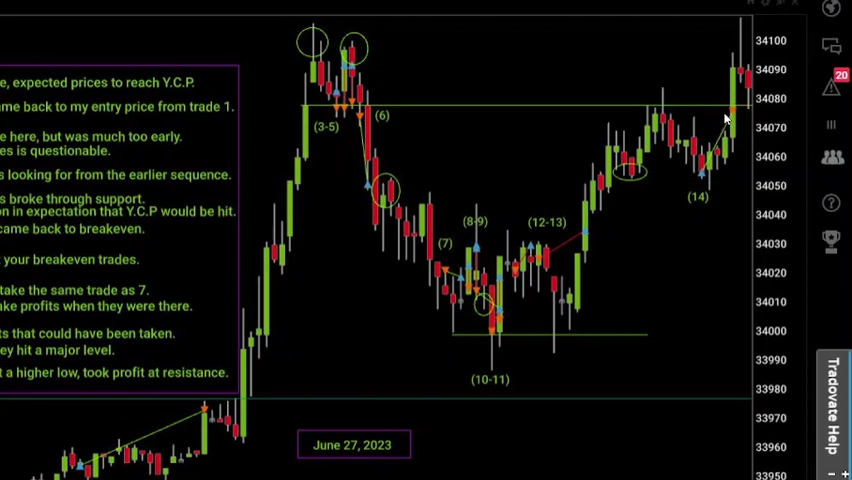 e, expected prices to reach Y.C.P.
ame back to my entry price from trade 1.
e here, but was much too early.
es is questionable.
s looking for from the earlier sequence.
s broke through support.
on in expectation that Y.C.P would be hit.
came back to breakeven.
t your breakeven trades.
take the same trade as 7.
ake profits when they were there.
ts that could have been taken.
ey hit a major level.
t a higher low, took profit at resistance.
(3-5)
(6)
(7)
(8-9)
(10-11)
(12-13)
(14)
June 27, 2023
34100
34090
34080
34070
34060
34050
34040
34030
34020
34010
34000
33990
33980
33970
33960
33950
20
Tradovate Help